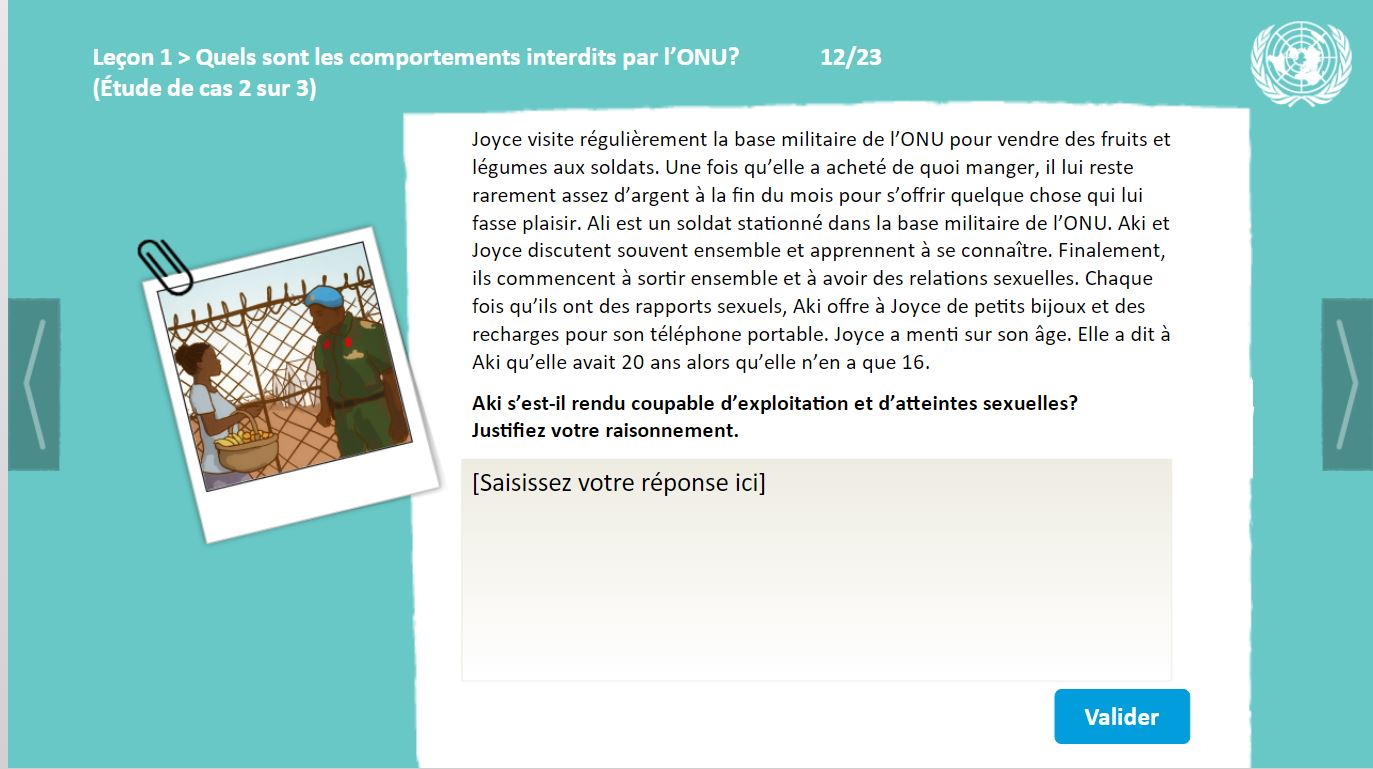 Leçon 1 > Quels sont les comportements interdits par l’ONU? 12/23
(Étude de cas 2 sur 3)
Joyce visite régulièrement la base militaire de l’ONU pour vendre des fruits et
légumes aux soldats. Une fois qu’elle a acheté de quoi manger, il lui reste
rarement assez d’argent à la fin du mois pour s’offrir quelque chose qui lui
fasse plaisir. Ali est un soldat stationné dans la base militaire de l’ONU. Aki et
Joyce discutent souvent ensemble et apprennent à se connaître. Finalement,
ils commencent à sortir ensemble et à avoir des relations sexuelles. Chaque
fois qu’ils ont des rapports sexuels, Aki offre à Joyce de petits bijoux et des
recharges pour son téléphone portable. Joyce a menti sur son âge. Elle a dit à
Aki qu’elle avait 20 ans alors qu’elle n’en a que 16.
Aki s’est-il rendu coupable d’exploitation et d’atteintes sexuelles?
Justifiez votre raisonnement.
[Saisissez votre réponse ici]
Valider